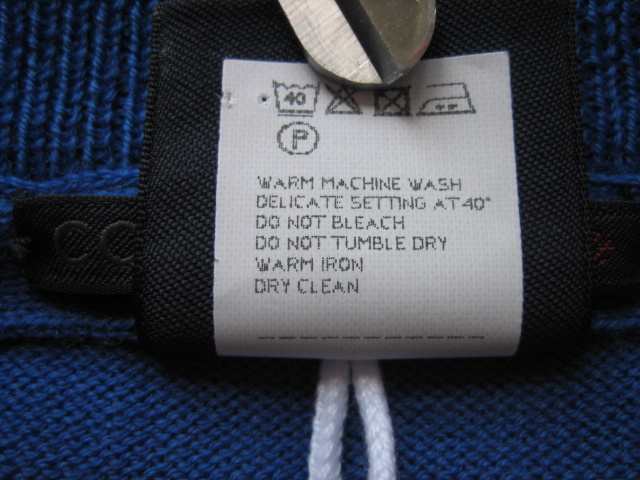 40
P
WARM MACHINE WASH
DELICATE SETTING AT 40°
DO NOT BLEACH
DO NOT TUMBLE DRY
WARM IRON
DRY CLEAN